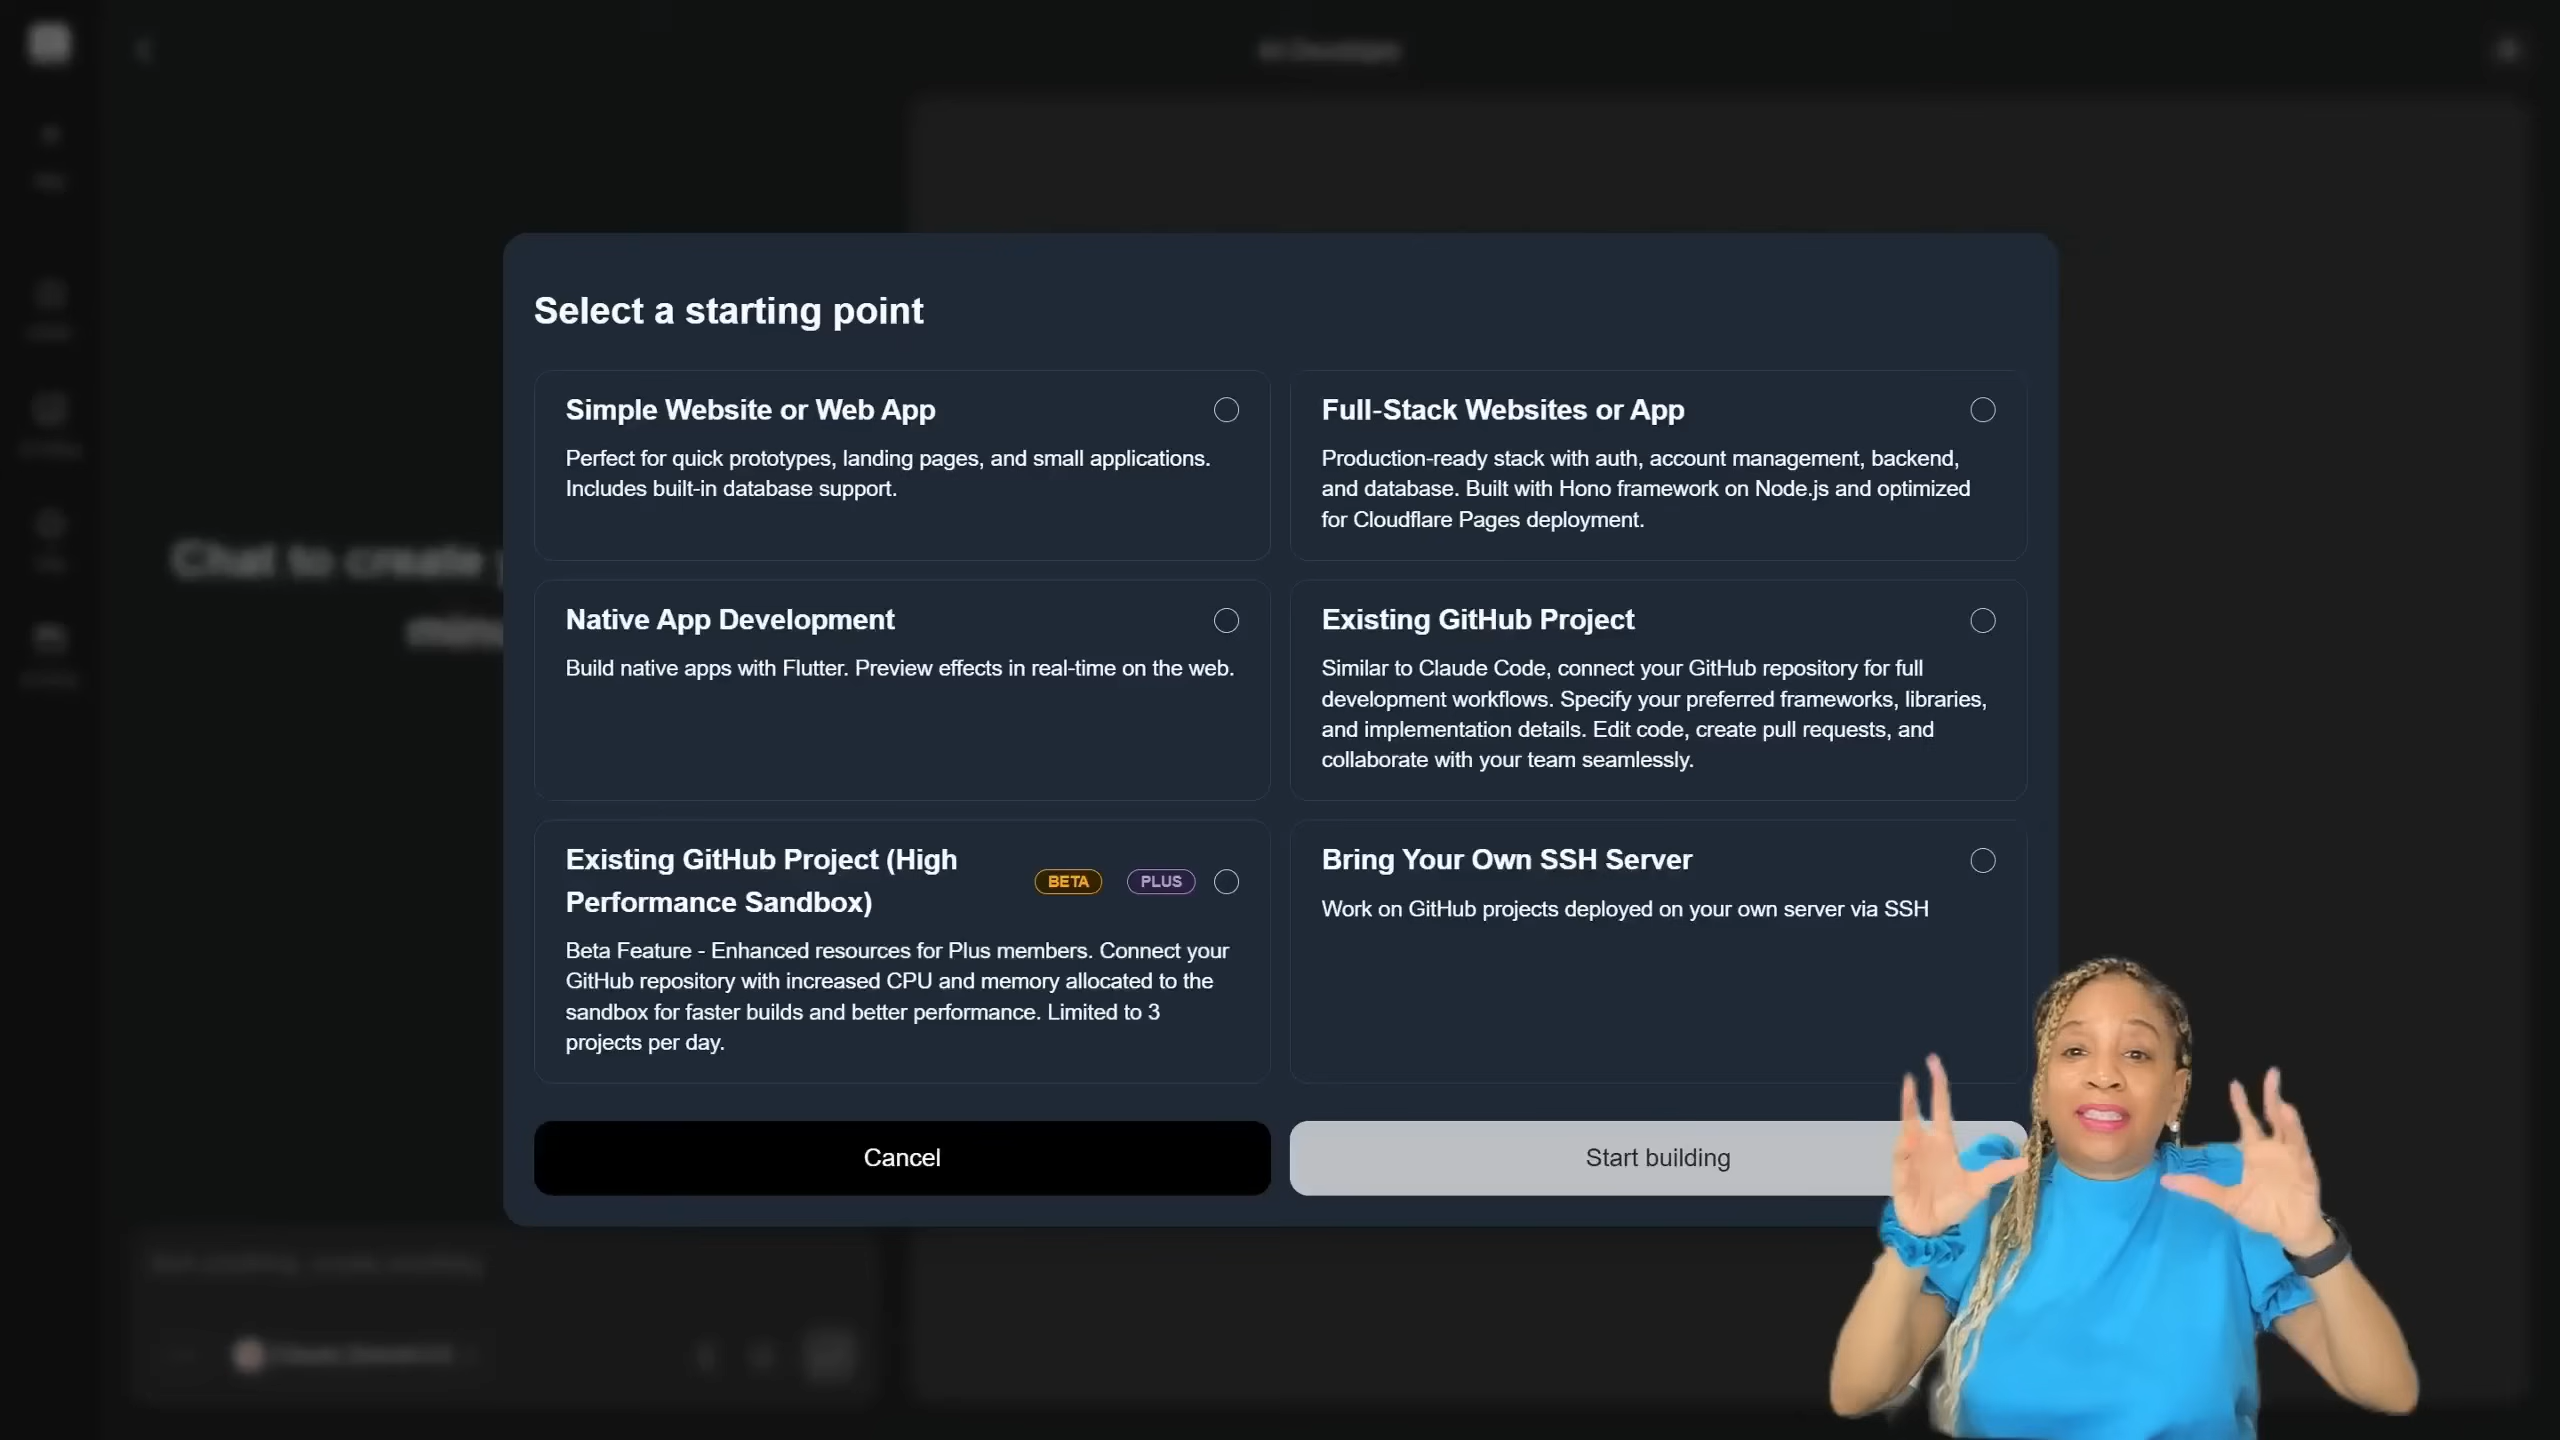 Select a starting point
Simple Website or Web App
Perfect for quick prototypes, landing pages, and small applications.
Includes built-in database support.
Full-Stack Websites or App
Production-ready stack with auth, account management, backend,
and database. Built with Hono framework on Node.js and optimized
for Cloudflare Pages deployment.
Native App Development
Build native apps with Flutter. Preview effects in real-time on the web.
Existing GitHub Project
Similar to Claude Code, connect your GitHub repository for full
development workflows. Specify your preferred frameworks, libraries,
and implementation details. Edit code, create pull requests, and
collaborate with your team seamlessly.
Existing GitHub Project (High
Performance Sandbox)
BETA
PLUS
Beta Feature - Enhanced resources for Plus members. Connect your
GitHub repository with increased CPU and memory allocated to the
sandbox for faster builds and better performance. Limited to 3
projects per day.
Bring Your Own SSH Server
Work on GitHub projects deployed on your own server via SSH
Cancel
Start building
Chat to create